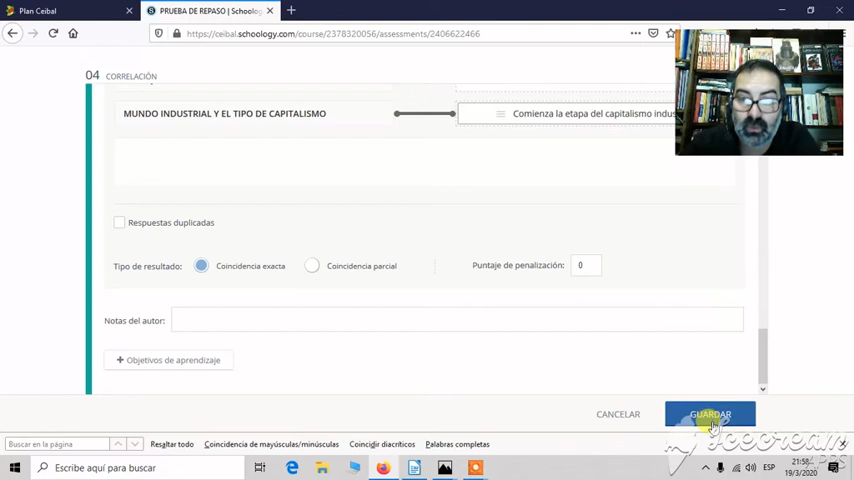 Plan Ceibal
PRUEBA DE REPASO | Schoolog
https://ceibal.schoology.com/course/2378320056/assessments/2406622466
04 CORRELACIÓN
MUNDO INDUSTRIAL Y EL TIPO DE CAPITALISMO
Comienza la etapa del capitalismo indus
Respuestas duplicadas
Tipo de resultado: Coincidencia exacta Coincidencia parcial Puntaje de penalización: 0
Notas del autor:
+ Objetivos de aprendizaje
CANCELAR GUARDAR
Buscar en la página Resaltar todo Coincidencia de mayúsculas/minúsculas Coincidir diacríticos Palabras completas
Icecream
APPS
Escribe aquí para buscar
ESP
21:58
19/3/2020